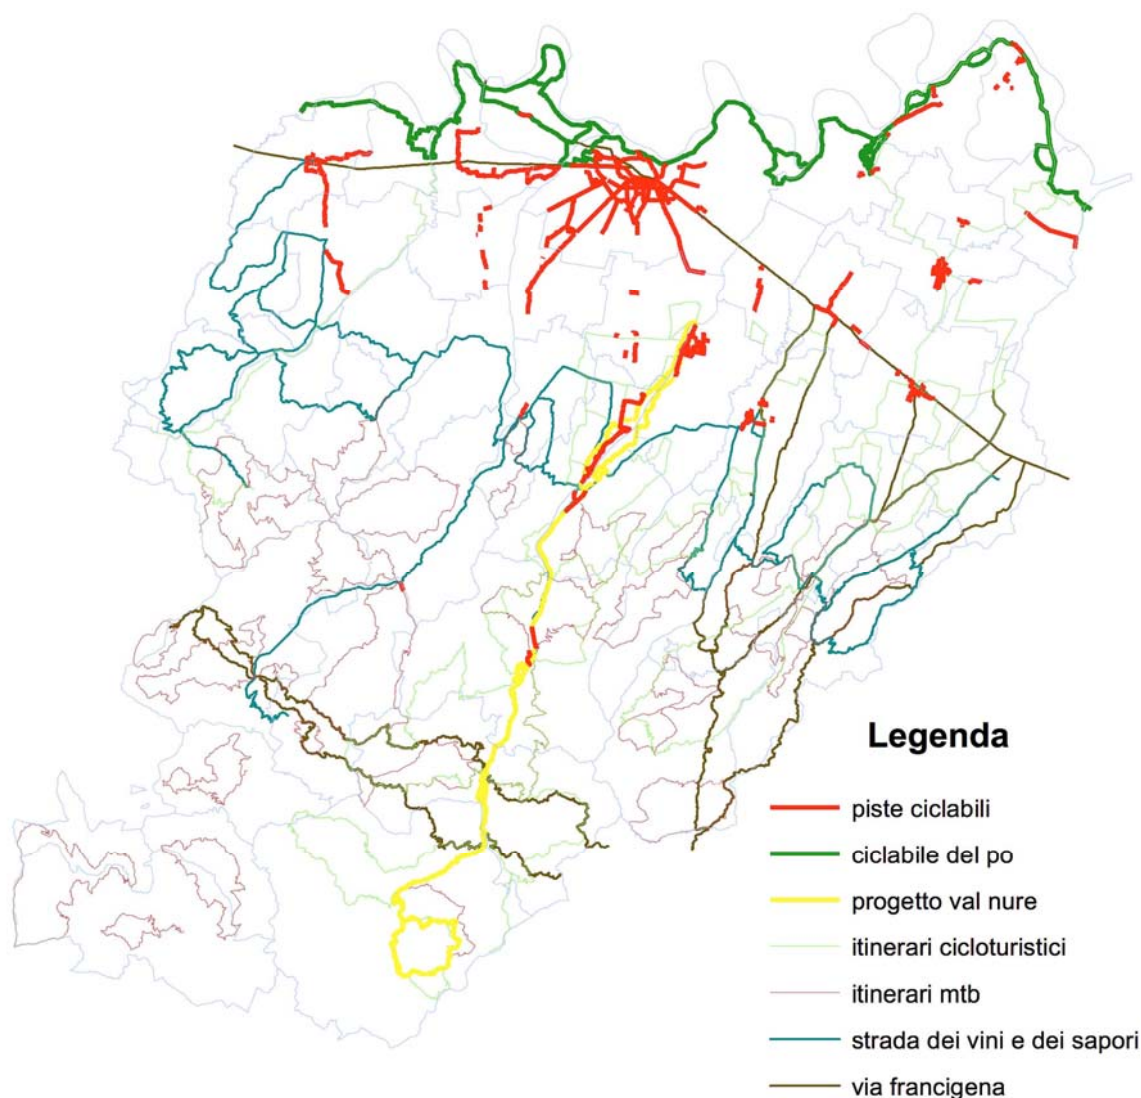 Legenda
piste ciclabili
ciclabile del po
progetto val nure
itinerari cicloturistici
itinerari mtb
strada dei vini e dei sapori
via francigena